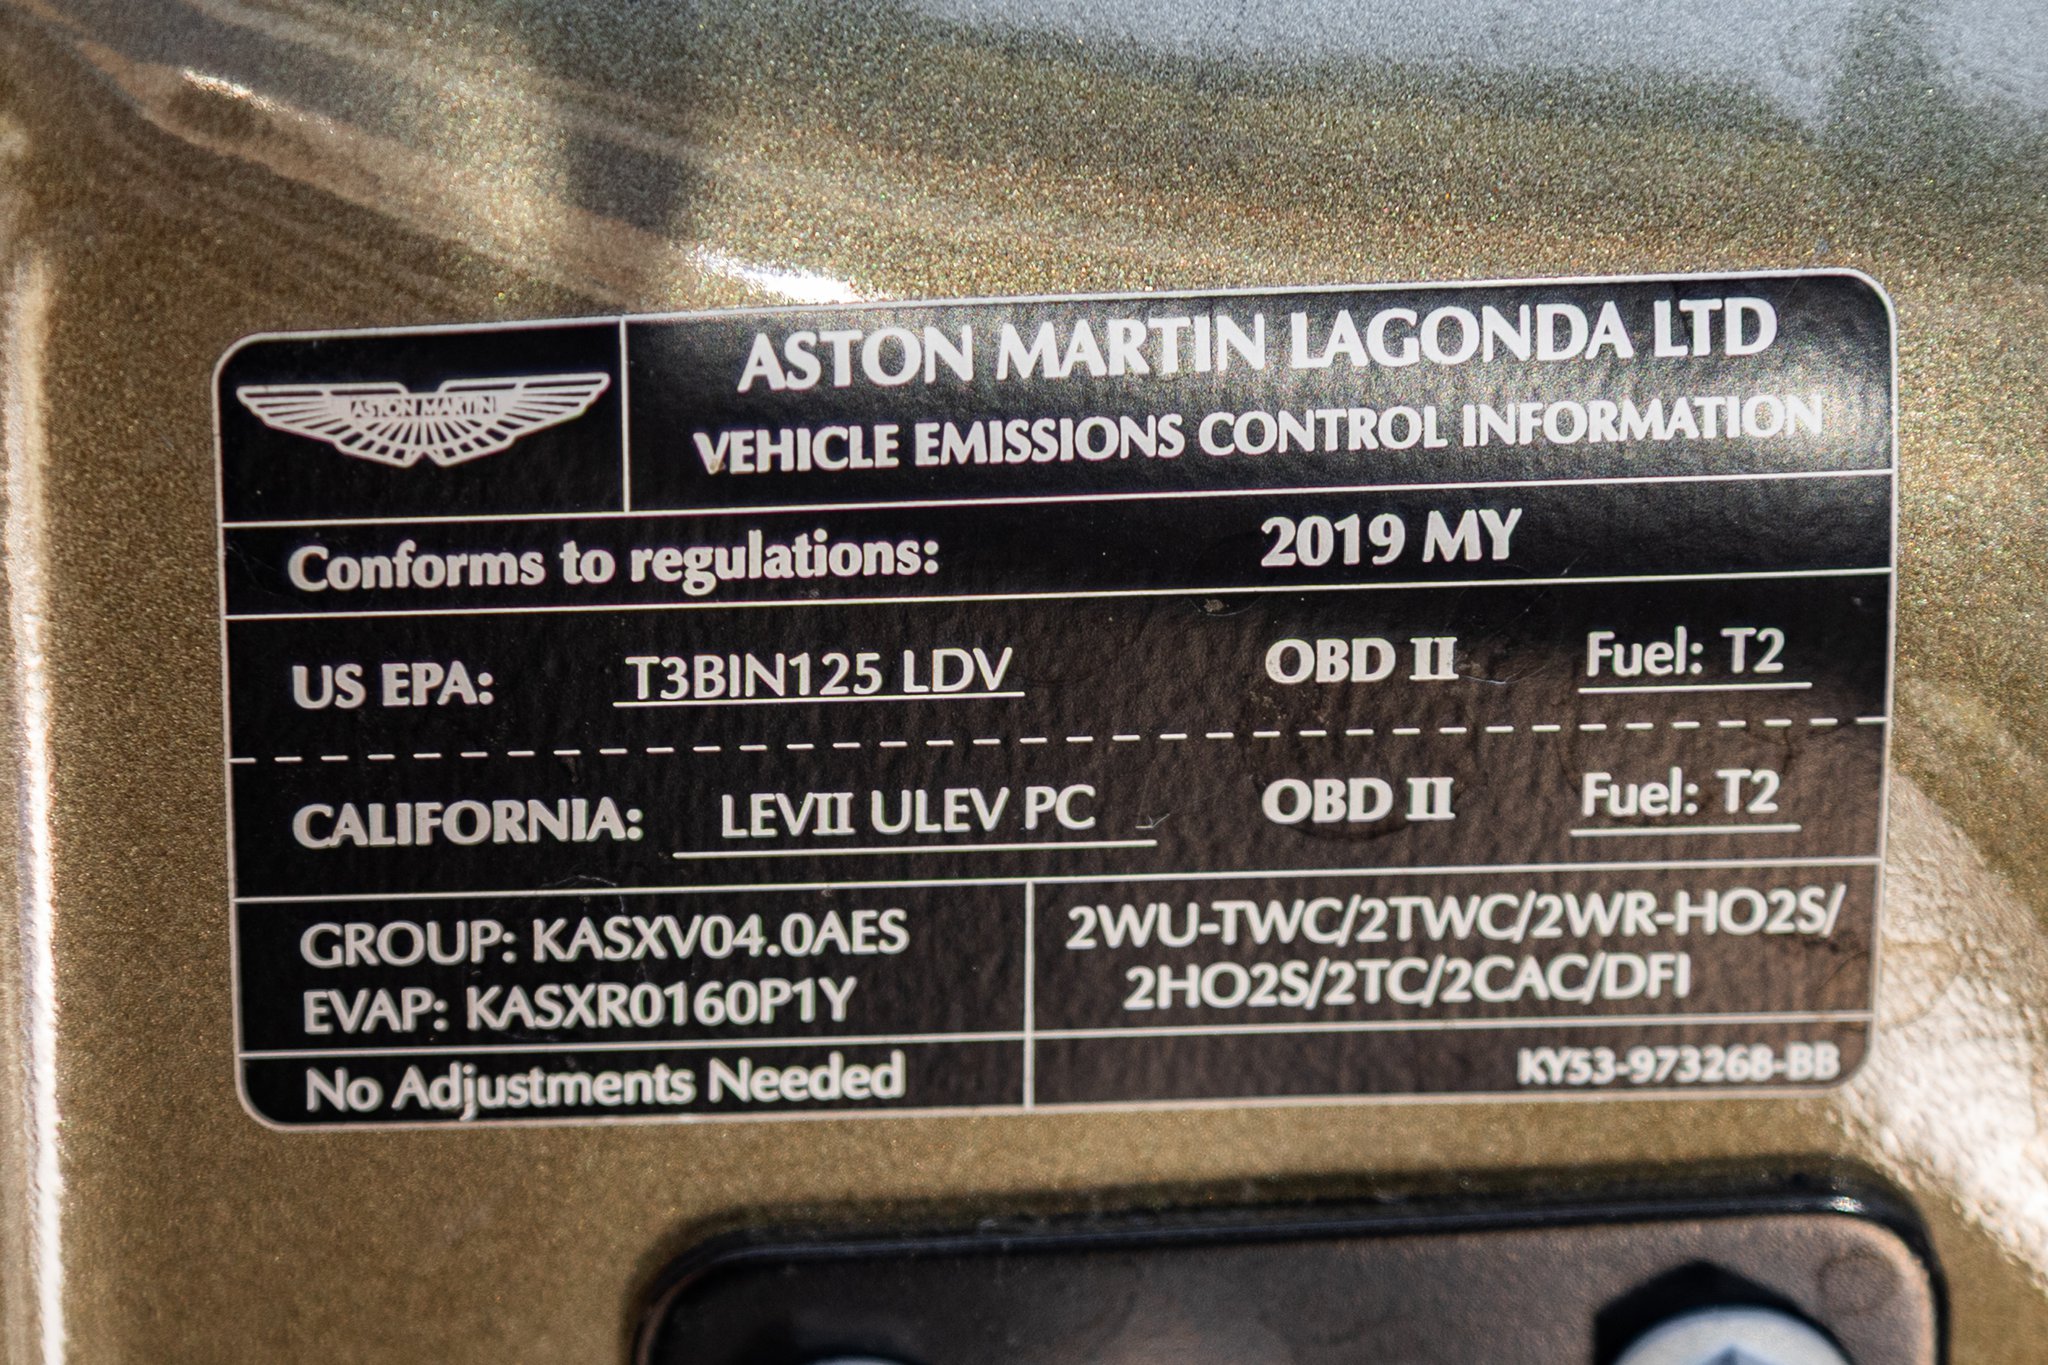 ASTON MARTIN
ASTON MARTIN LAGONDA LTD
VEHICLE EMISSIONS CONTROL INFORMATION
Conforms to regulations: 2019 MY
US EPA: T3BIN125 LDV OBD II Fuel: T2
CALIFORNIA: LEVII ULEV PC OBD II Fuel: T2
GROUP: KASXV04.0AES
EVAP: KASXR0160P1Y
2WU-TWC/2TWC/2WR-HO2S/
2HO2S/2TC/2CAC/DFI
No Adjustments Needed
KY53-973268-BB